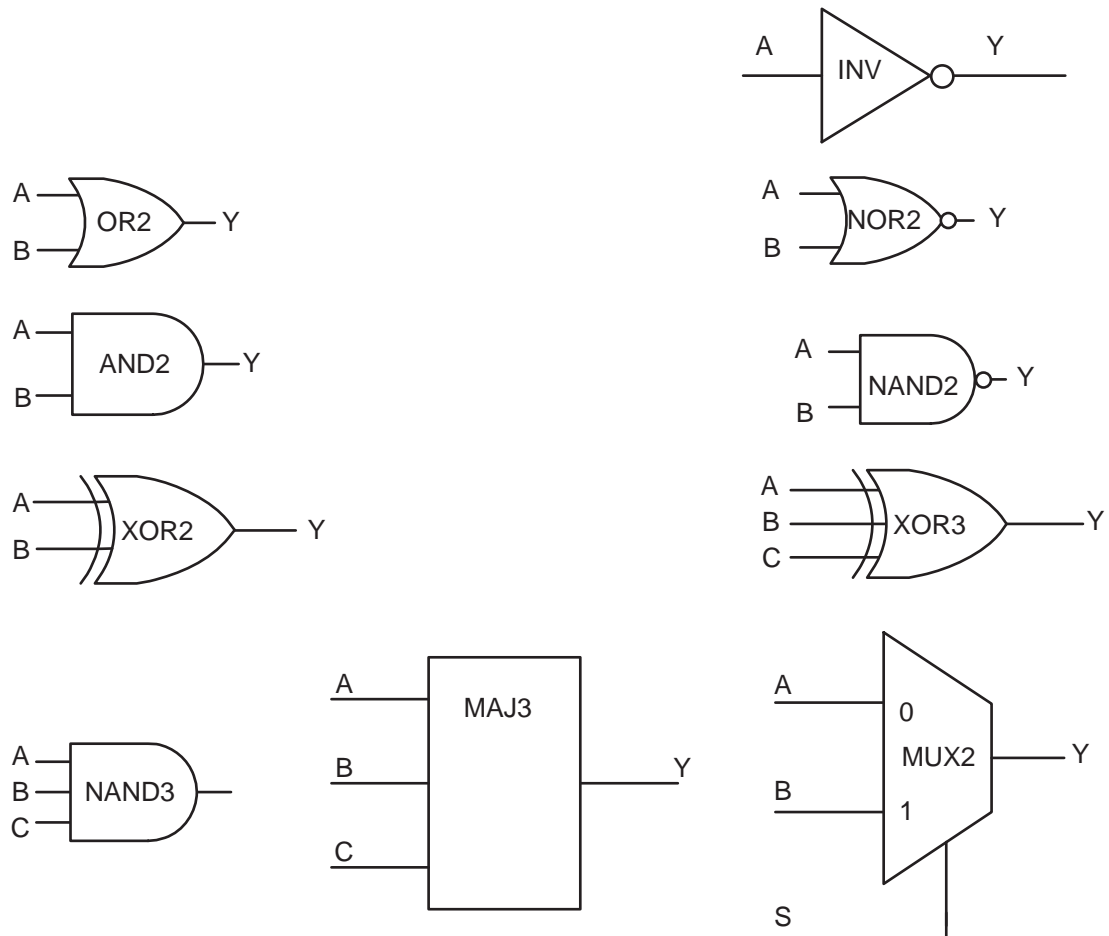 A INV Y
A OR2 Y
B
A NOR2 Y
B
A AND2 Y
B
A NAND2 Y
B
A XOR2 Y
B
A XOR3 Y
B
C
A
B NAND3
C
A MAJ3
B Y
C
A 0
MUX2 Y
B 1
S